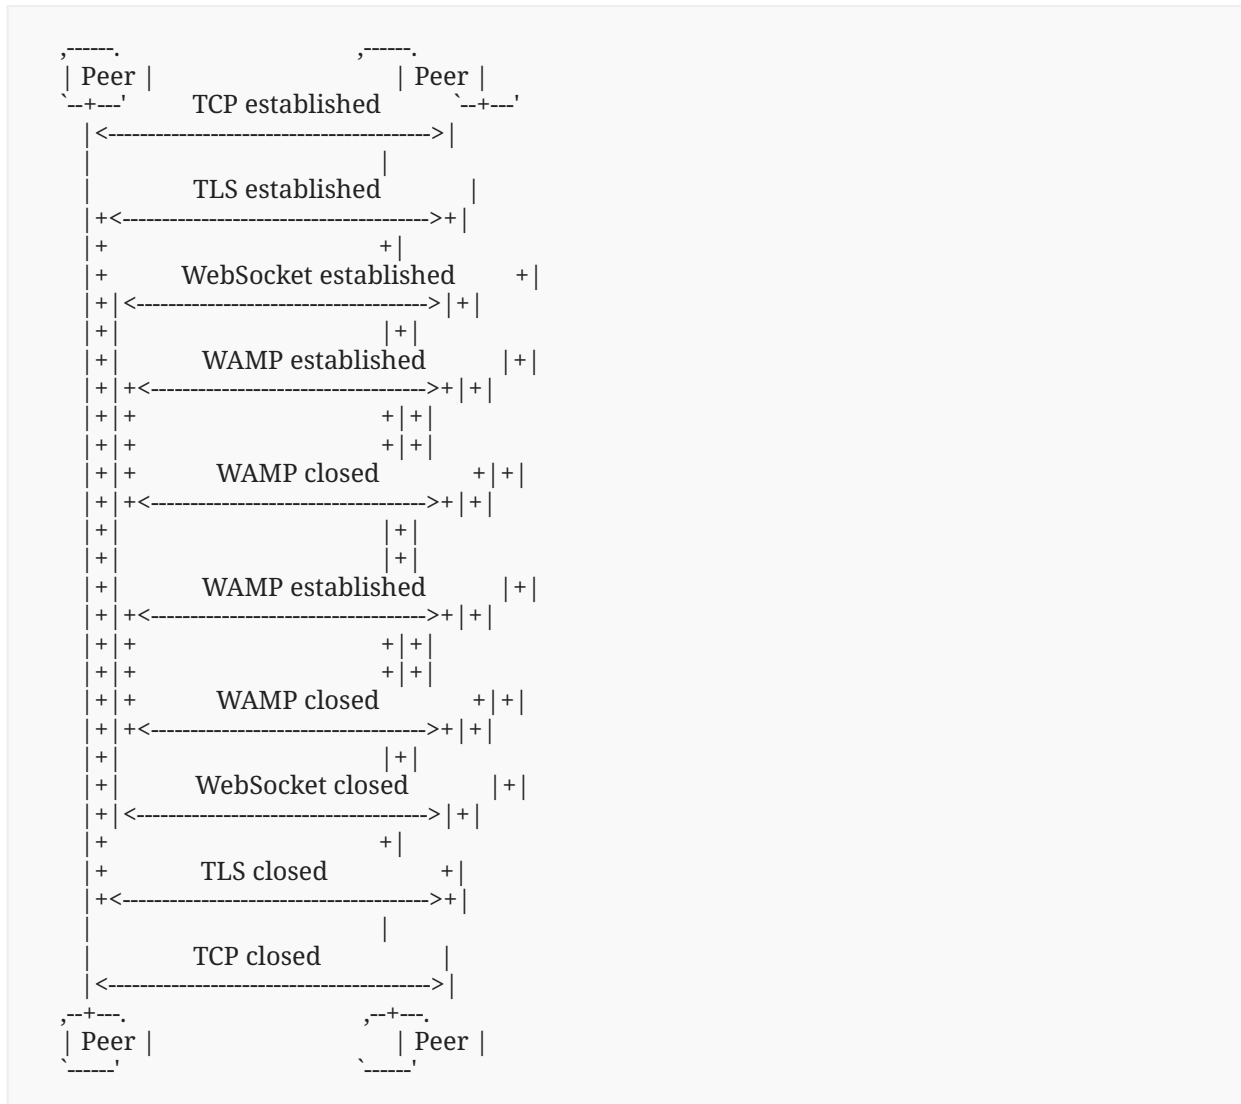 ,------.                                    ,------.
| Peer |                                    | Peer |
`--+---'          TCP established           `--+---'
   |<----------------------------------------->|
   |                                           |
   |              TLS established              |
   |+<--------------------------------------->+|
   |+                                         +|
   |+           WebSocket established         +|
   |+|<------------------------------------->|+|
   |+|                                       |+|
   |+|            WAMP established           |+|
   |+|+<----------------------------------->+|+|
   |+|+                                     +|+|
   |+|+                                     +|+|
   |+|+             WAMP closed             +|+|
   |+|+<----------------------------------->+|+|
   |+|                                       |+|
   |+|                                       |+|
   |+|            WAMP established           |+|
   |+|+<----------------------------------->+|+|
   |+|+                                     +|+|
   |+|+                                     +|+|
   |+|+             WAMP closed             +|+|
   |+|+<----------------------------------->+|+|
   |+|                                       |+|
   |+|           WebSocket closed            |+|
   |+|<------------------------------------->|+|
   |+                                         +|
   |+              TLS closed                 +|
   |+<--------------------------------------->+|
   |                                           |
   |               TCP closed                  |
   |<----------------------------------------->|
,--+---.                                    ,--+---.
| Peer |                                    | Peer |
`------'                                    `------'